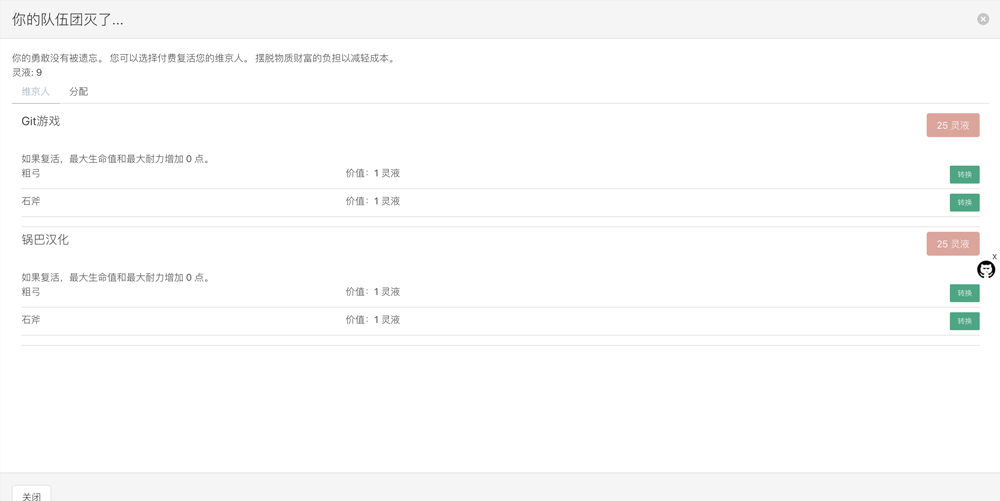 你的队伍团灭了...
你的勇敢没有被遗忘。 您可以选择付费复活您的维京人。 摆脱物质财富的负担以减轻成本。
灵液: 9
维京人 分配
Git游戏 25 灵液
如果复活，最大生命值和最大耐力增加 0 点。
粗弓 价值：1 灵液 转换
石斧 价值：1 灵液 转换
锅巴汉化 25 灵液
x
如果复活，最大生命值和最大耐力增加 0 点。
粗弓 价值：1 灵液 转换
石斧 价值：1 灵液 转换
关闭